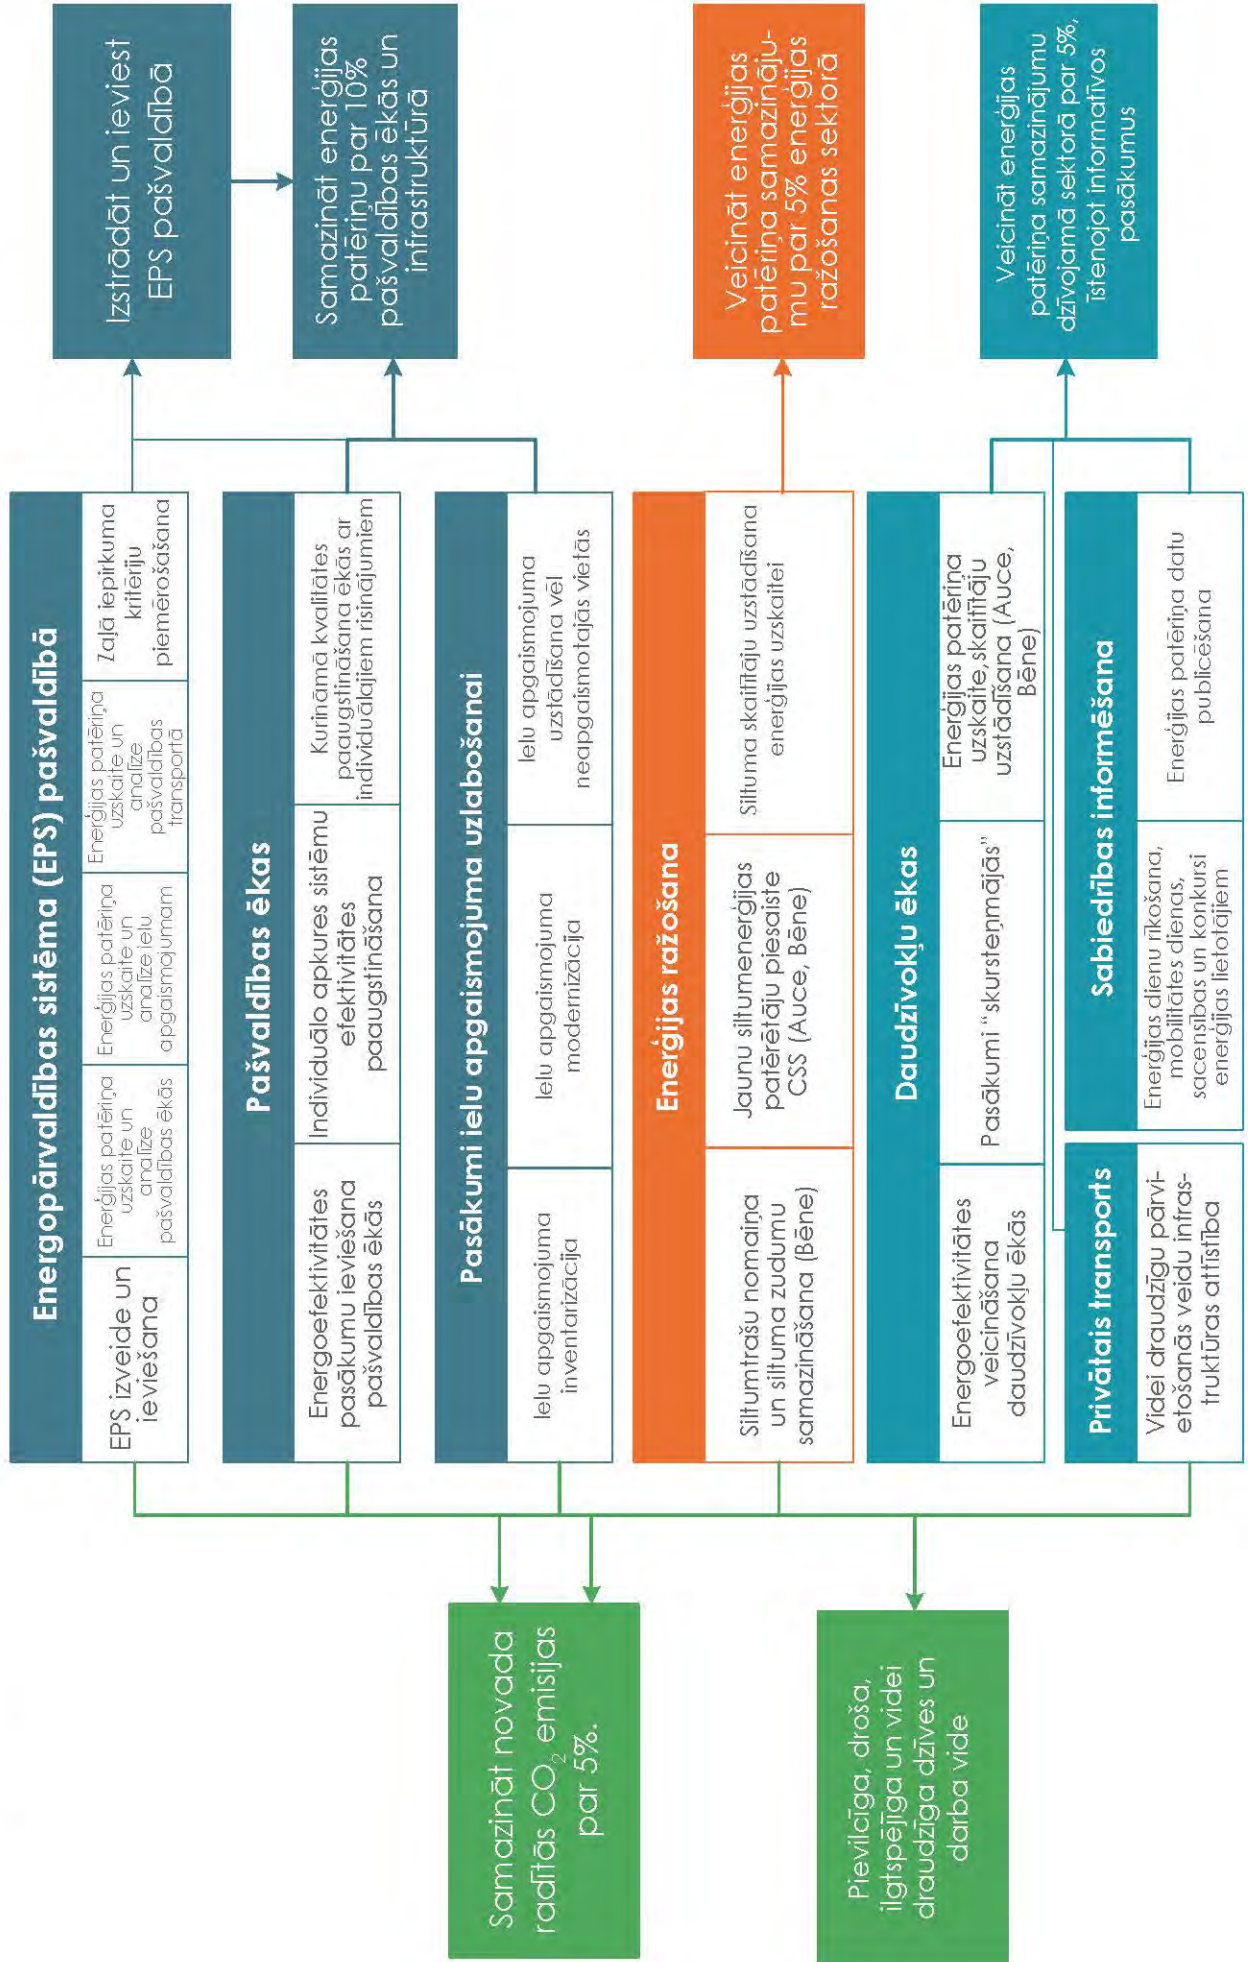 Samazināt novada
radītās CO₂ emisijas
par 5%.
Pievilcīga, droša,
ilgtspējīga un videi
draudzīga dzīves un
darba vide
Energopārvaldības sistēma (EPS) pašvaldībā
EPS izveide un
ieviešana
Enerģijas patēriņa
uzskaite un
analīze
pašvaldības ēkās
Enerģijas patēriņa
uzskaite un
analīze ielu
apgaismojumam
Enerģijas patēriņa
uzskaite un
analīze
pašvaldības
transportā
Zaļā iepirkuma
kritēriju
piemērošašana
Pašvaldības ēkas
Energoefektivitātes
pasākumu ieviešana
pašvaldības ēkās
Individuālo apkures sistēmu
efektivitātes
paaugstināšana
Kurināmā kvalitātes
paaugstināšana ēkās ar
individuālajiem risinājumiem
Pasākumi ielu apgaismojuma uzlabošanai
Ielu apgaismojuma
inventarizācija
Ielu apgaismojuma
modernizācija
Ielu apgaismojuma
uzstādīšana vēl
neapgaismotajās vietās
Enerģijas ražošana
Siltumtrašu nomaiņa
un siltuma zudumu
samazināšana (Bēne)
Jaunu siltumenerģijas
patērētāju piesaiste
CSS (Auce, Bēne)
Siltuma skaitītāju uzstādīšana
enerģijas uzskaitei
Daudzīvokļu ēkas
Energoefektivitātes
veicināšana
daudzīvokļu ēkās
Pasākumi “skursteņmājās”
Enerģijas patēriņa
uzskaite,skaitītāju
uzstādīšana (Auce,
Bēne)
Privātais transports
Videi draudzīgu pārvi-
etošanās veidu infras-
truktūras attīstība
Sabiedrības informēšana
Enerģijas dienu rīkošana,
mobilitātes dienas,
sacensības un konkursi
enerģijas lietotājiem
Enerģijas patēriņa datu
publicēšana
Izstrādāt un ieviest
EPS pašvaldībā
Samazināt enerģijas
patēriņu par 10%
pašvaldības ēkās un
infrastruktūrā
Veicināt enerģijas
patēriņa samazināju-
mu par 5% enerģijas
ražošanas sektorā
Veicināt enerģijas
patēriņa samazinājumu
dzīvojamā sektorā par 5%,
īstenojot informatīvos
pasākumus